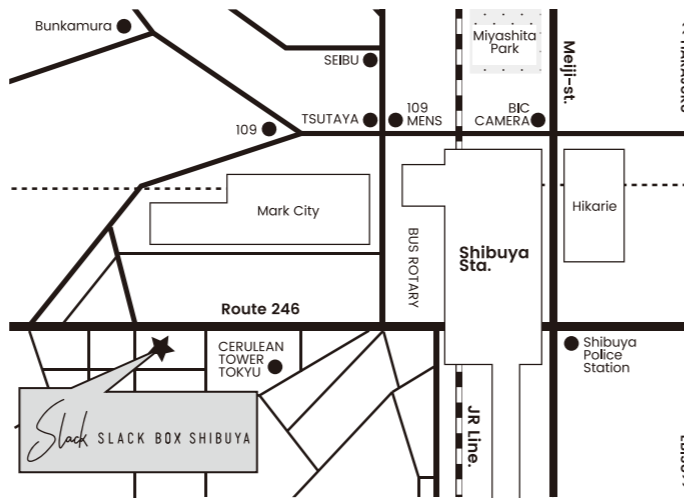 Bunkamura
SEIBU
Miyashita
Park
Meiji-st.
TSUTAYA
109
MENS
BIC
CAMERA
109
Mark City
BUS ROTARY
Shibuya
Sta.
Hikarie
Route 246
CERULEAN
TOWER
TOKYU
Shibuya
Police
Station
JR Line.
Slack SLACK BOX SHIBUYA